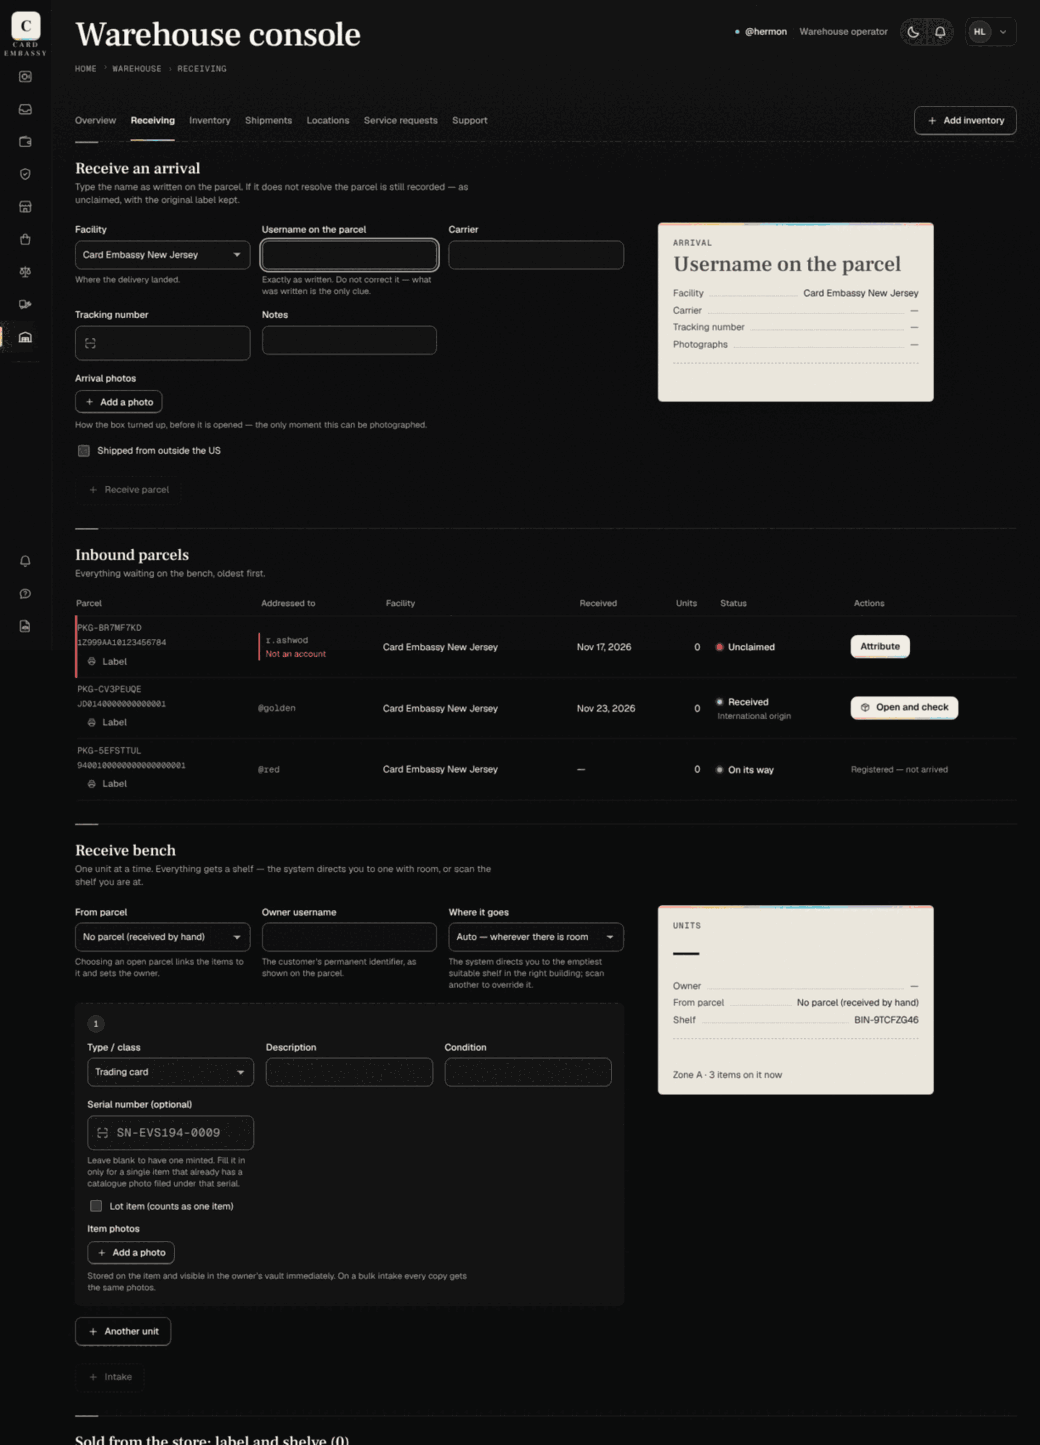 C
CARD
EMBASSY
Warehouse console
@hermon
Warehouse operator
HL
HOME › WAREHOUSE › RECEIVING
Overview
Receiving
Inventory
Shipments
Locations
Service requests
Support
+ Add inventory
Receive an arrival
Type the name as written on the parcel. If it does not resolve the parcel is still recorded — as
unclaimed, with the original label kept.
Facility
Username on the parcel
Carrier
Card Embassy New Jersey
Where the delivery landed.
Exactly as written. Do not correct it — what
was written is the only clue.
Tracking number
Notes
Arrival photos
+ Add a photo
How the box turned up, before it is opened — the only moment this can be photographed.
Shipped from outside the US
+ Receive parcel
ARRIVAL
Username on the parcel
Facility Card Embassy New Jersey
Carrier —
Tracking number —
Photographs —
Inbound parcels
Everything waiting on the bench, oldest first.
Parcel Addressed to Facility Received Units Status Actions
PKG-BR7MF7KD
1Z999AA10123456784
Label
r.ashwod
Not an account
Card Embassy New Jersey
Nov 17, 2026
0
Unclaimed
Attribute
PKG-CV3PEUQE
JD0140000000000001
Label
@golden
Card Embassy New Jersey
Nov 23, 2026
0
Received
International origin
Open and check
PKG-5EFSTTUL
9400100000000000000001
Label
@red
Card Embassy New Jersey
—
0
On its way
Registered — not arrived
Receive bench
One unit at a time. Everything gets a shelf — the system directs you to one with room, or scan the
shelf you are at.
From parcel
Owner username
Where it goes
No parcel (received by hand)
Auto — wherever there is room
Choosing an open parcel links the items to
it and sets the owner.
The customer's permanent identifier, as
shown on the parcel.
The system directs you to the emptiest
suitable shelf in the right building; scan
another to override it.
1
Type / class
Description
Condition
Trading card
Serial number (optional)
SN-EVS194-0009
Leave blank to have one minted. Fill it in
only for a single item that already has a
catalogue photo filed under that serial.
Lot item (counts as one item)
Item photos
+ Add a photo
Stored on the item and visible in the owner's vault immediately. On a bulk intake every copy gets
the same photos.
+ Another unit
+ Intake
UNITS
—
Owner —
From parcel No parcel (received by hand)
Shelf BIN-9TCFZG46
Zone A · 3 items on it now
Sold from the store: label and shelve (0)